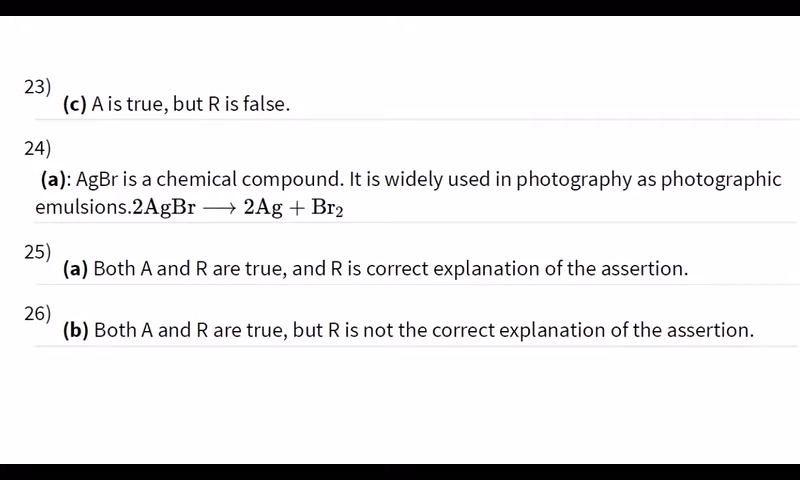 23)
(c) A is true, but R is false.
24)
(a): AgBr is a chemical compound. It is widely used in photography as photographic
emulsions.2AgBr ⟶ 2Ag + Br₂
25)
(a) Both A and R are true, and R is correct explanation of the assertion.
26)
(b) Both A and R are true, but R is not the correct explanation of the assertion.